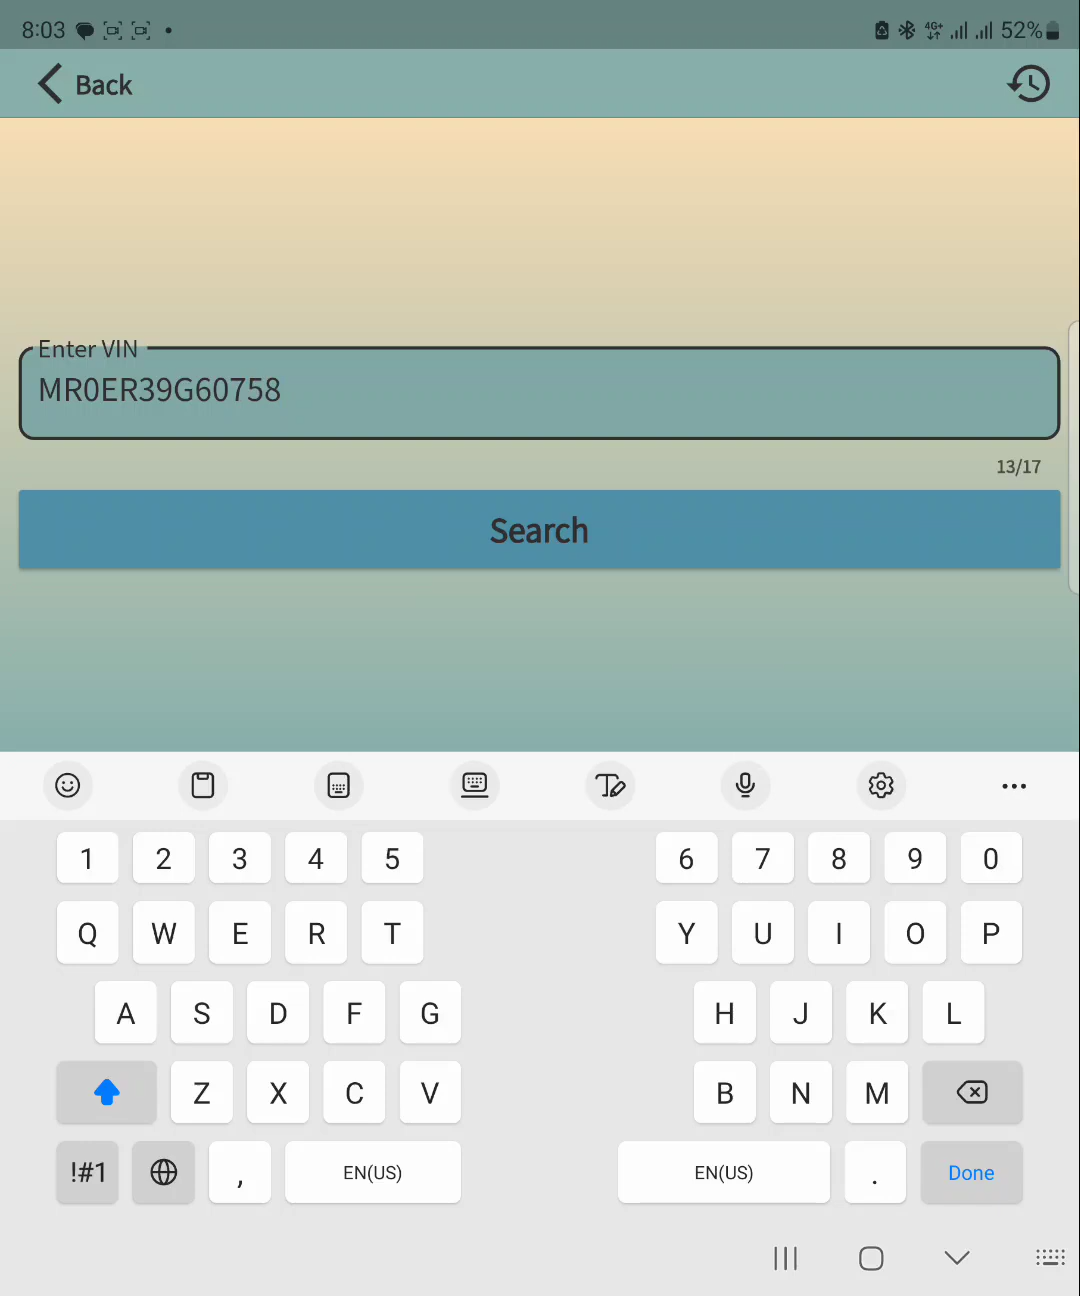 8:03 4G+ 52%
Back
Enter VIN
MR0ER39G60758
13/17
Search
1 2 3 4 5 6 7 8 9 0
Q W E R T Y U I O P
A S D F G H J K L
Z X C V B N M
!#1 , EN(US) EN(US) . Done